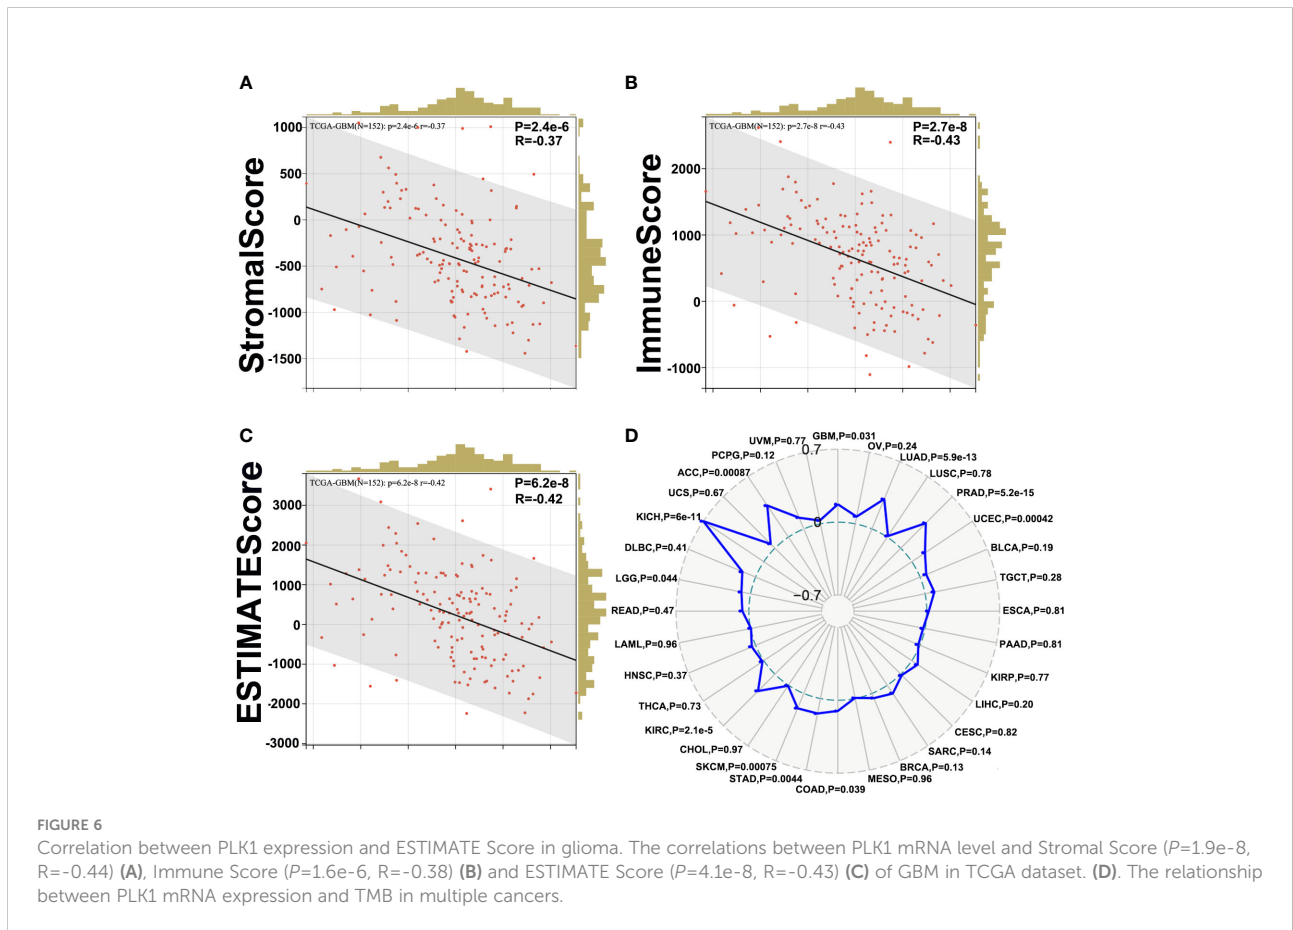 A
TCGA-GBM(N=152): p=2.4e-6 r=-0.37
P=2.4e-6
R=-0.37
StromalScore
1000
500
0
-500
-1000
-1500
B
TCGA-GBM(N=152): p=2.7e-8 r=-0.43
P=2.7e-8
R=-0.43
ImmuneScore
2000
1000
0
-1000
C
TCGA-GBM(N=152): p=6.2e-8 r=-0.42
P=6.2e-8
R=-0.42
ESTIMATEScore
3000
2000
1000
0
-1000
-2000
-3000
D
0.7
0
-0.7
GBM,P=0.031
OV,P=0.24
LUAD,P=5.9e-13
LUSC,P=0.78
PRAD,P=5.2e-15
UCEC,P=0.00042
BLCA,P=0.19
TGCT,P=0.28
ESCA,P=0.81
PAAD,P=0.81
KIRP,P=0.77
LIHC,P=0.20
CESC,P=0.82
SARC,P=0.14
BRCA,P=0.13
MESO,P=0.96
COAD,P=0.039
STAD,P=0.0044
SKCM,P=0.00075
CHOL,P=0.97
KIRC,P=2.1e-5
THCA,P=0.73
HNSC,P=0.37
LAML,P=0.96
READ,P=0.47
LGG,P=0.044
DLBC,P=0.41
KICH,P=6e-11
UCS,P=0.67
ACC,P=0.00087
PCPG,P=0.12
UVM,P=0.77
FIGURE 6
Correlation between PLK1 expression and ESTIMATE Score in glioma. The correlations between PLK1 mRNA level and Stromal Score (P=1.9e-8,
R=-0.44) (A), Immune Score (P=1.6e-6, R=-0.38) (B) and ESTIMATE Score (P=4.1e-8, R=-0.43) (C) of GBM in TCGA dataset. (D). The relationship
between PLK1 mRNA expression and TMB in multiple cancers.